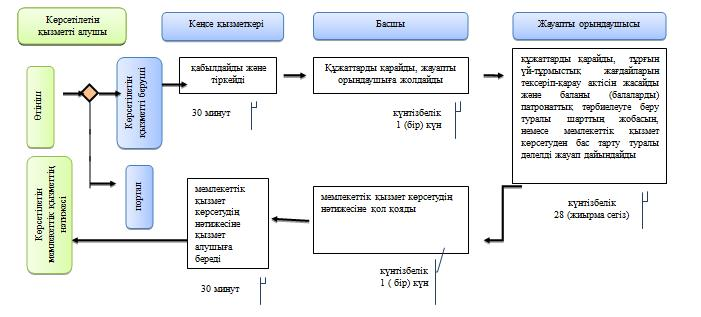 Көрсетілетін
қызметті алушы
Кеңсе қызметкері
Басшы
Жауапты орындаушысы
Өтініш
Көрсетілетін
қызметті беруші
қабылдайды және
тіркейді
30 минут
Құжаттарды қарайды, жауапты
орындаушыға жолдайды
күнтізбелік
1 (бір) күн
құжаттарды қарайды, тұрғын
үй-тұрмыстық жағдайларын
тексеріп-қарау актісін жасайды
және баланы (балаларды)
патронаттық тәрбиелеуге беру
туралы шарттың жобасын,
немесе мемлекеттік қызмет
көрсетуден бас тарту туралы
дәлелді жауап дайындайды
күнтізбелік
28 (жиырма сегіз)
Көрсетілетін
мемлекеттік қызметтің
нәтижесі
портал
мемлекеттік
қызмет
көрсетудің
нәтижесіне
қызмет
алушыға
береді
30 минут
мемлекеттік қызмет көрсетудің
нәтижесіне қол қояды
күнтізбелік
1 ( бір) күн